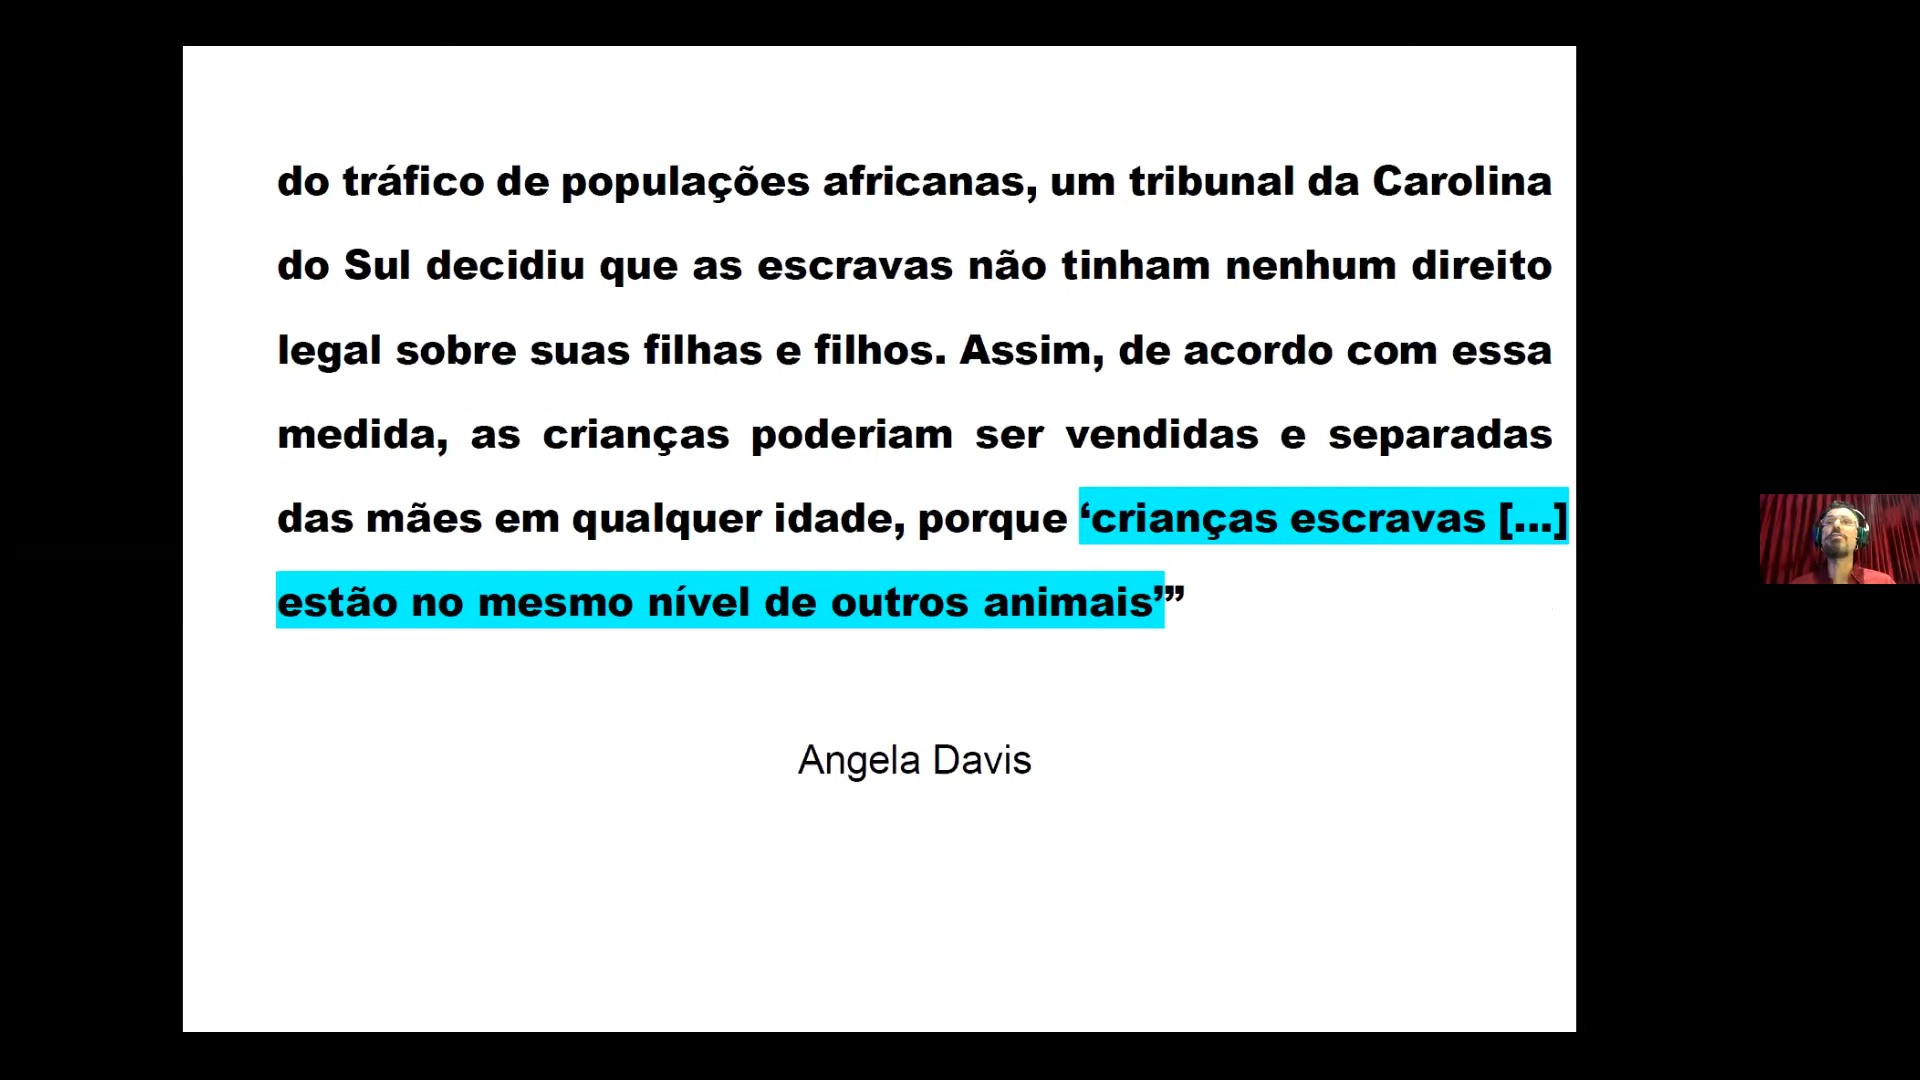 do tráfico de populações africanas, um tribunal da Carolina
do Sul decidiu que as escravas não tinham nenhum direito
legal sobre suas filhas e filhos. Assim, de acordo com essa
medida, as crianças poderiam ser vendidas e separadas
das mães em qualquer idade, porque ‘crianças escravas [...]
estão no mesmo nível de outros animais’”
Angela Davis